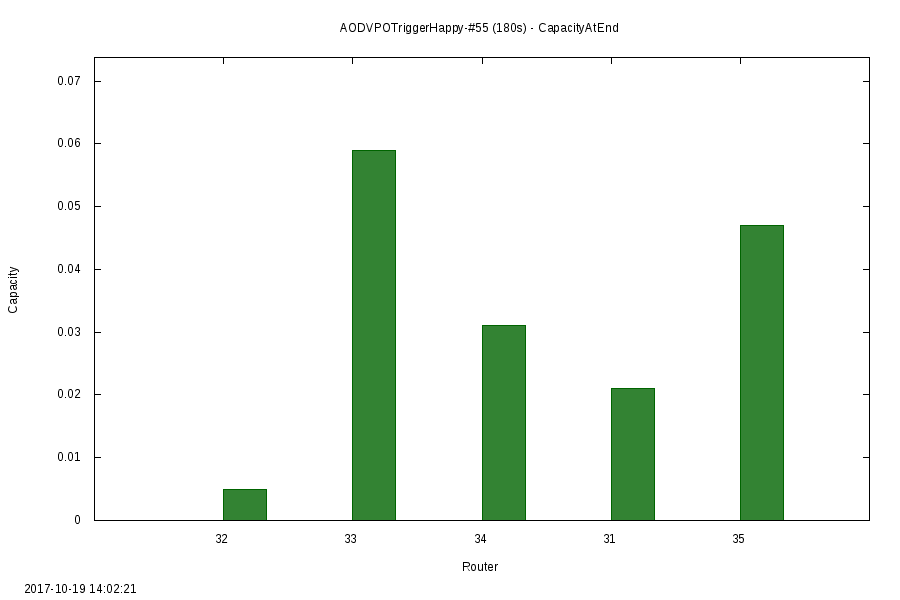 AODVPOTriggerHappy-#55 (180s) - CapacityAtEnd
0.07
0.06
0.05
0.04
0.03
0.02
0.01
0
Capacity
32 33 34 31 35
Router
2017-10-19 14:02:21